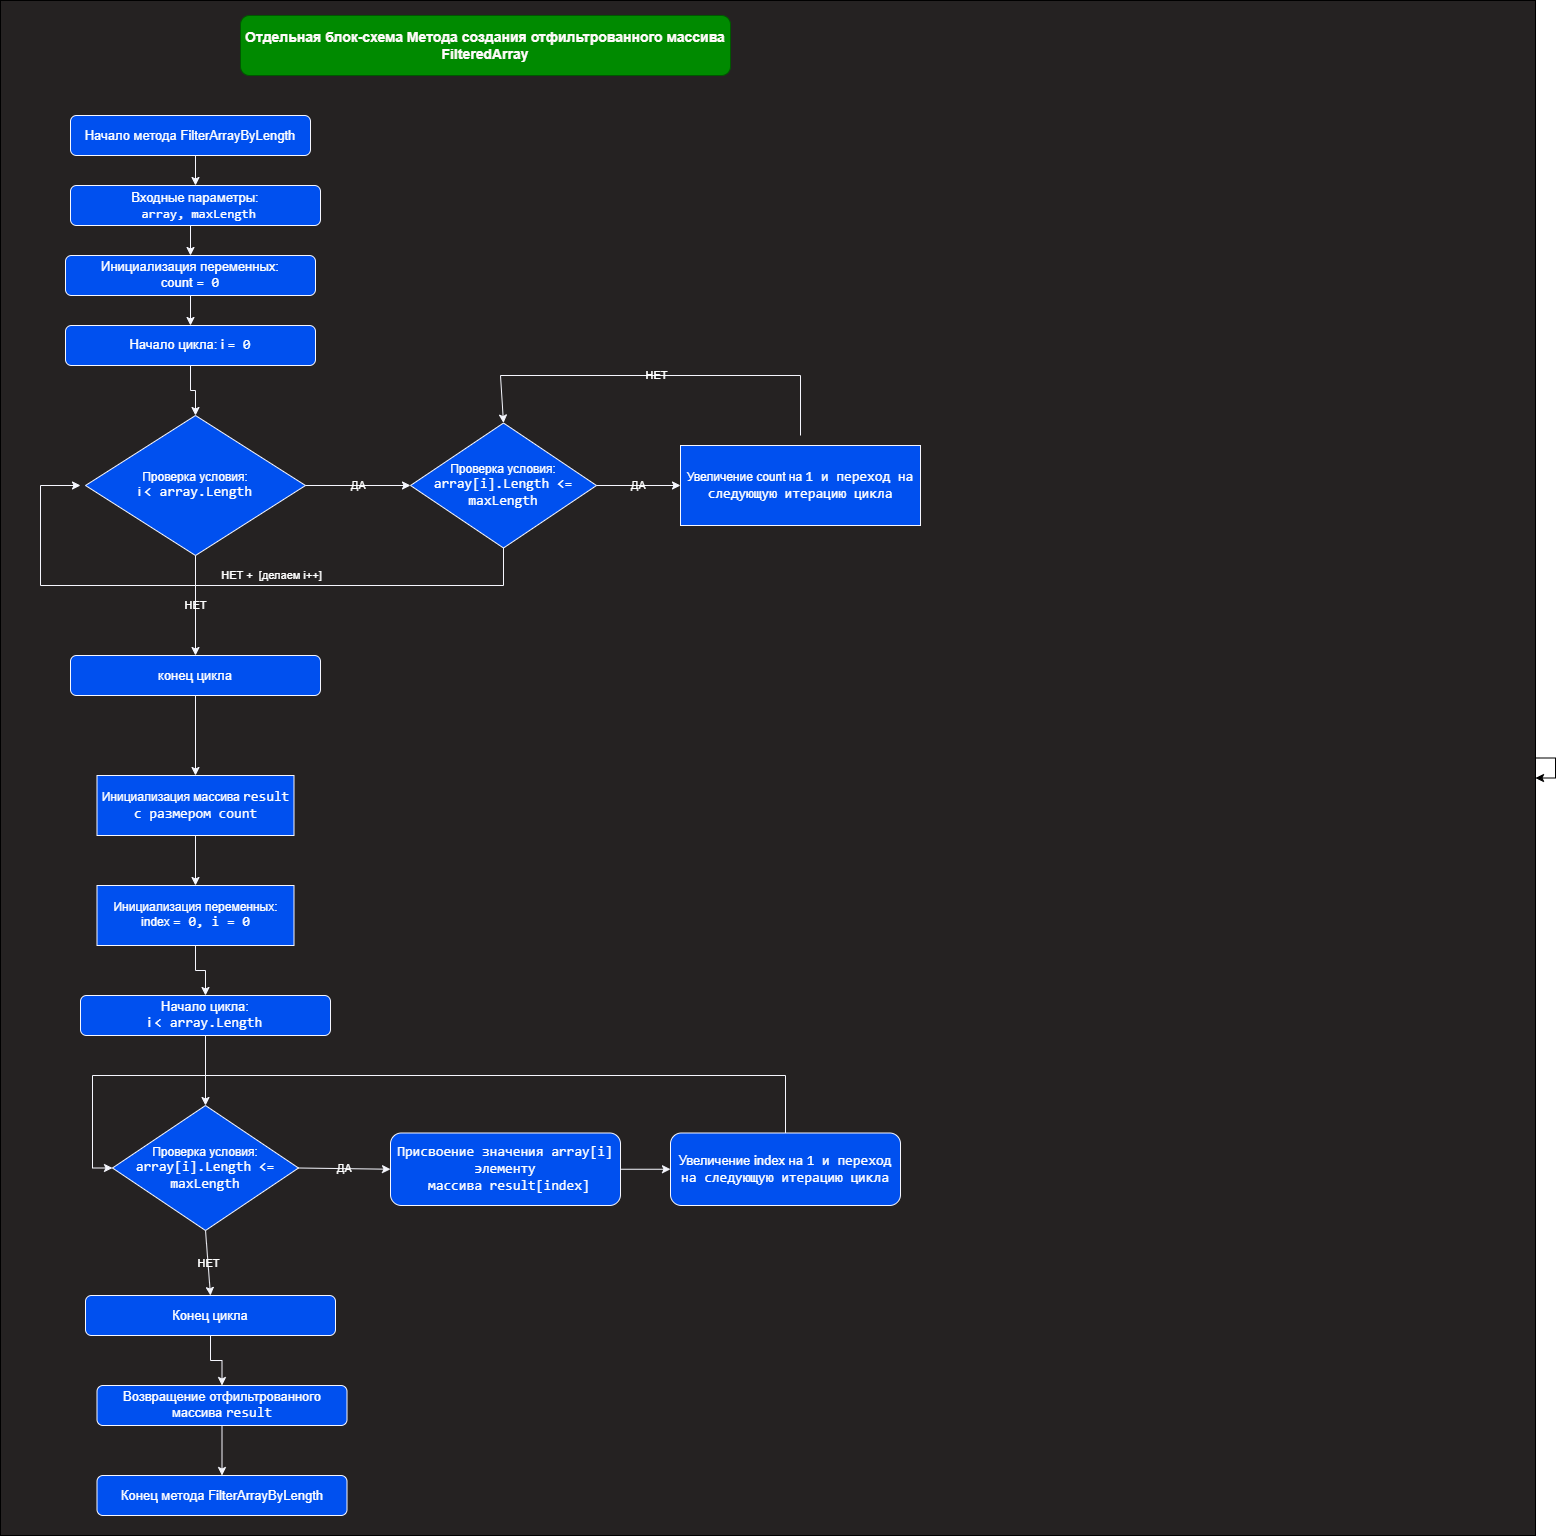 Отдельная блок-схема Метода создания отфильтрованного массива
FilteredArray
Начало метода FilterArrayByLength
Входные параметры:
array, maxLength
Инициализация переменных:
count = 0
Начало цикла: i = 0
НЕТ
Проверка условия:
i < array.Length
ДА
Проверка условия:
array[i].Length <=
maxLength
ДА
Увеличение count на 1 и переход на
следующую итерацию цикла
НЕТ + [делаем i++]
НЕТ
конец цикла
Инициализация массива result
с размером count
Инициализация переменных:
index = 0, i = 0
Начало цикла:
i < array.Length
Проверка условия:
array[i].Length <=
maxLength
ДА
Присвоение значения array[i]
элементу
массива result[index]
Увеличение index на 1 и переход
на следующую итерацию цикла
НЕТ
Конец цикла
Возвращение отфильтрованного
массива result
Конец метода FilterArrayByLength